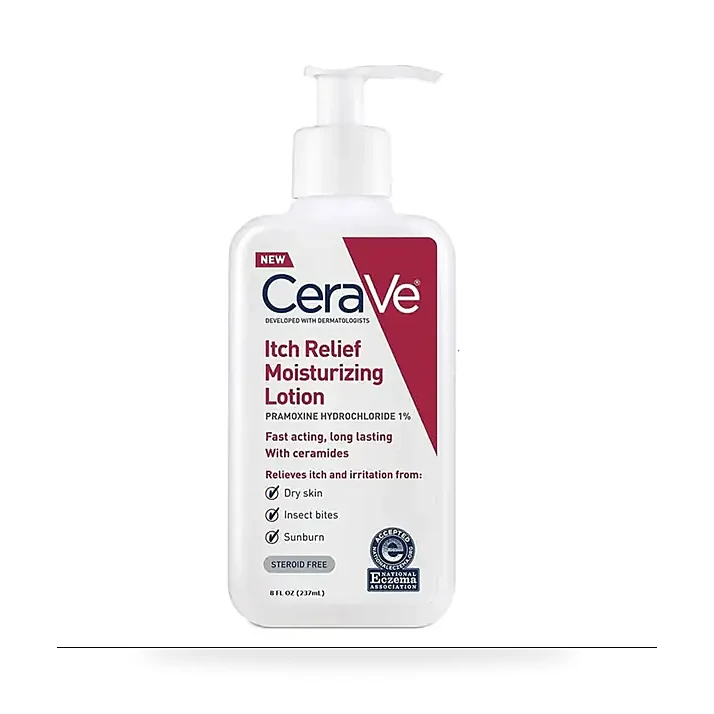 NEW
CeraVe®
DEVELOPED WITH DERMATOLOGISTS
Itch Relief
Moisturizing
Lotion
PRAMOXINE HYDROCHLORIDE 1%
Fast acting, long lasting
With ceramides
Relieves itch and irritation from:
Dry skin
Insect bites
Sunburn
STEROID FREE
8 FL OZ (237mL)
ACCEPTED
e
NATIONALECZEMA.ORG
NATIONAL
Eczema
ASSOCIATION